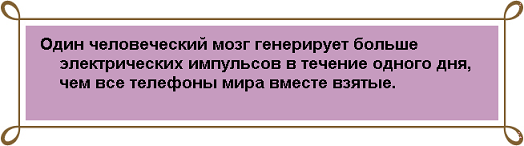 Один человеческий мозг генерирует больше
электрических импульсов в течение одного дня,
чем все телефоны мира вместе взятые.